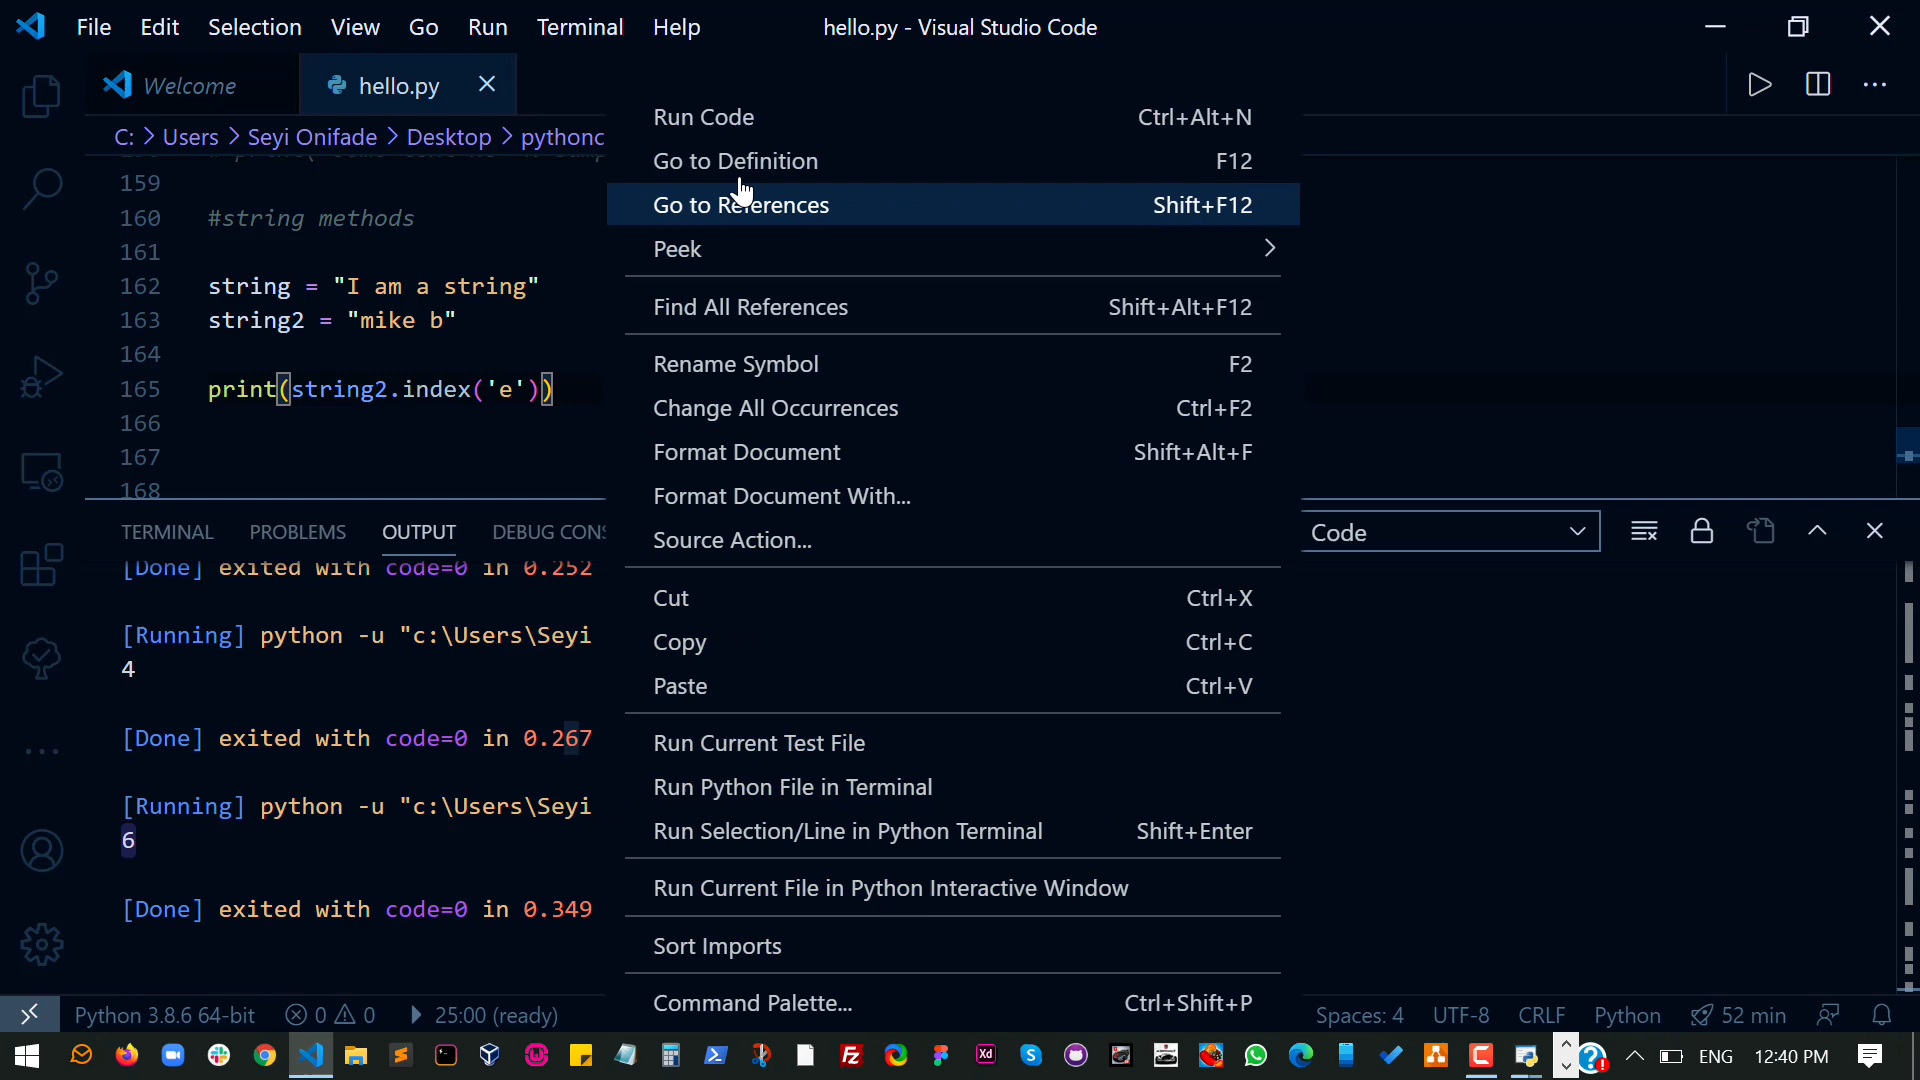 File Edit Selection View Go Run Terminal Help hello.py - Visual Studio Code
Welcome hello.py
C: > Users > Seyi Onifade > Desktop > pythonc
159
160 #string methods
161
162 string = "I am a string"
163 string2 = "mike b"
164
165 print(string2.index('e'))
166
167
168
Run Code Ctrl+Alt+N
Go to Definition F12
Go to References Shift+F12
Peek
Find All References Shift+Alt+F12
Rename Symbol F2
Change All Occurrences Ctrl+F2
Format Document Shift+Alt+F
Format Document With...
Source Action...
Cut Ctrl+X
Copy Ctrl+C
Paste Ctrl+V
Run Current Test File
Run Python File in Terminal
Run Selection/Line in Python Terminal Shift+Enter
Run Current File in Python Interactive Window
Sort Imports
Command Palette... Ctrl+Shift+P
TERMINAL PROBLEMS OUTPUT DEBUG CONS
Code
[Done] exited with code=0 in 0.252
[Running] python -u "c:\Users\Seyi
4
[Done] exited with code=0 in 0.267
[Running] python -u "c:\Users\Seyi
6
[Done] exited with code=0 in 0.349
Python 3.8.6 64-bit 0 0 25:00 (ready) Spaces: 4 UTF-8 CRLF Python 52 min
ENG 12:40 PM